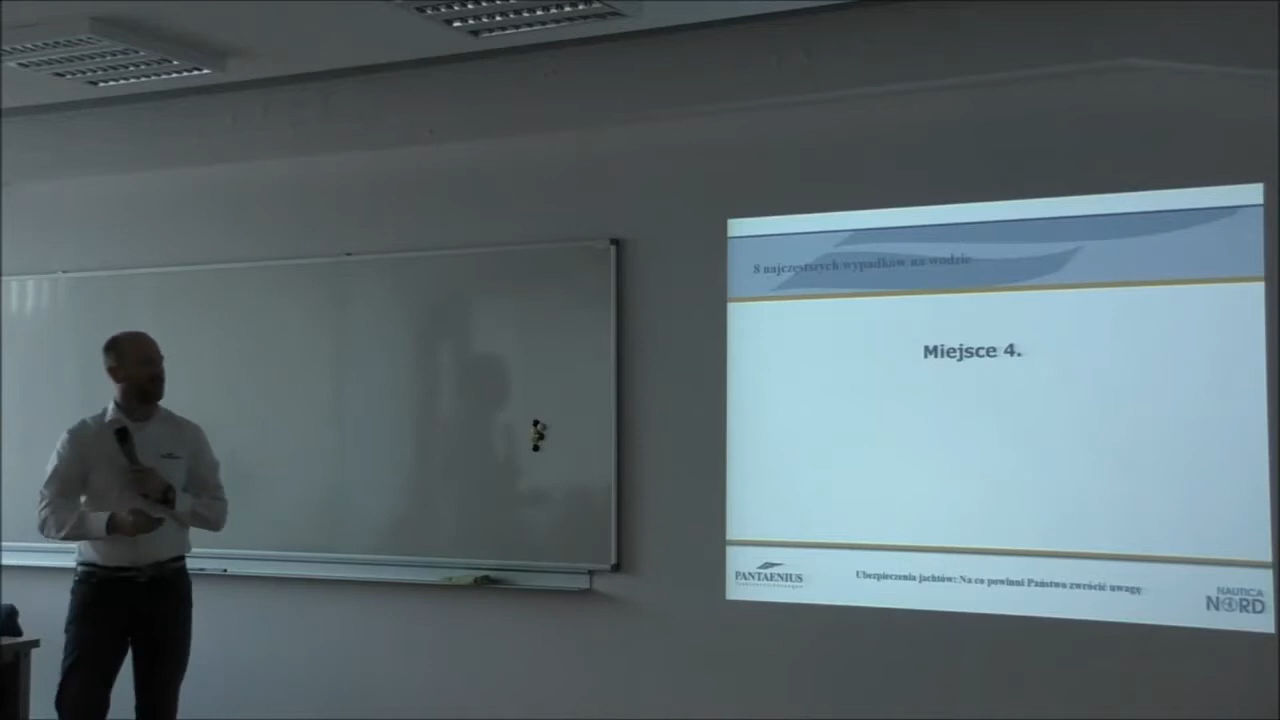 8 najczęstszych wypadków na wodzie
Miejsce 4.
PANTAENIUS
Ubezpieczenia jachtów: Na co powinni Państwo zwrócić uwagę
NAUTICA
NORD